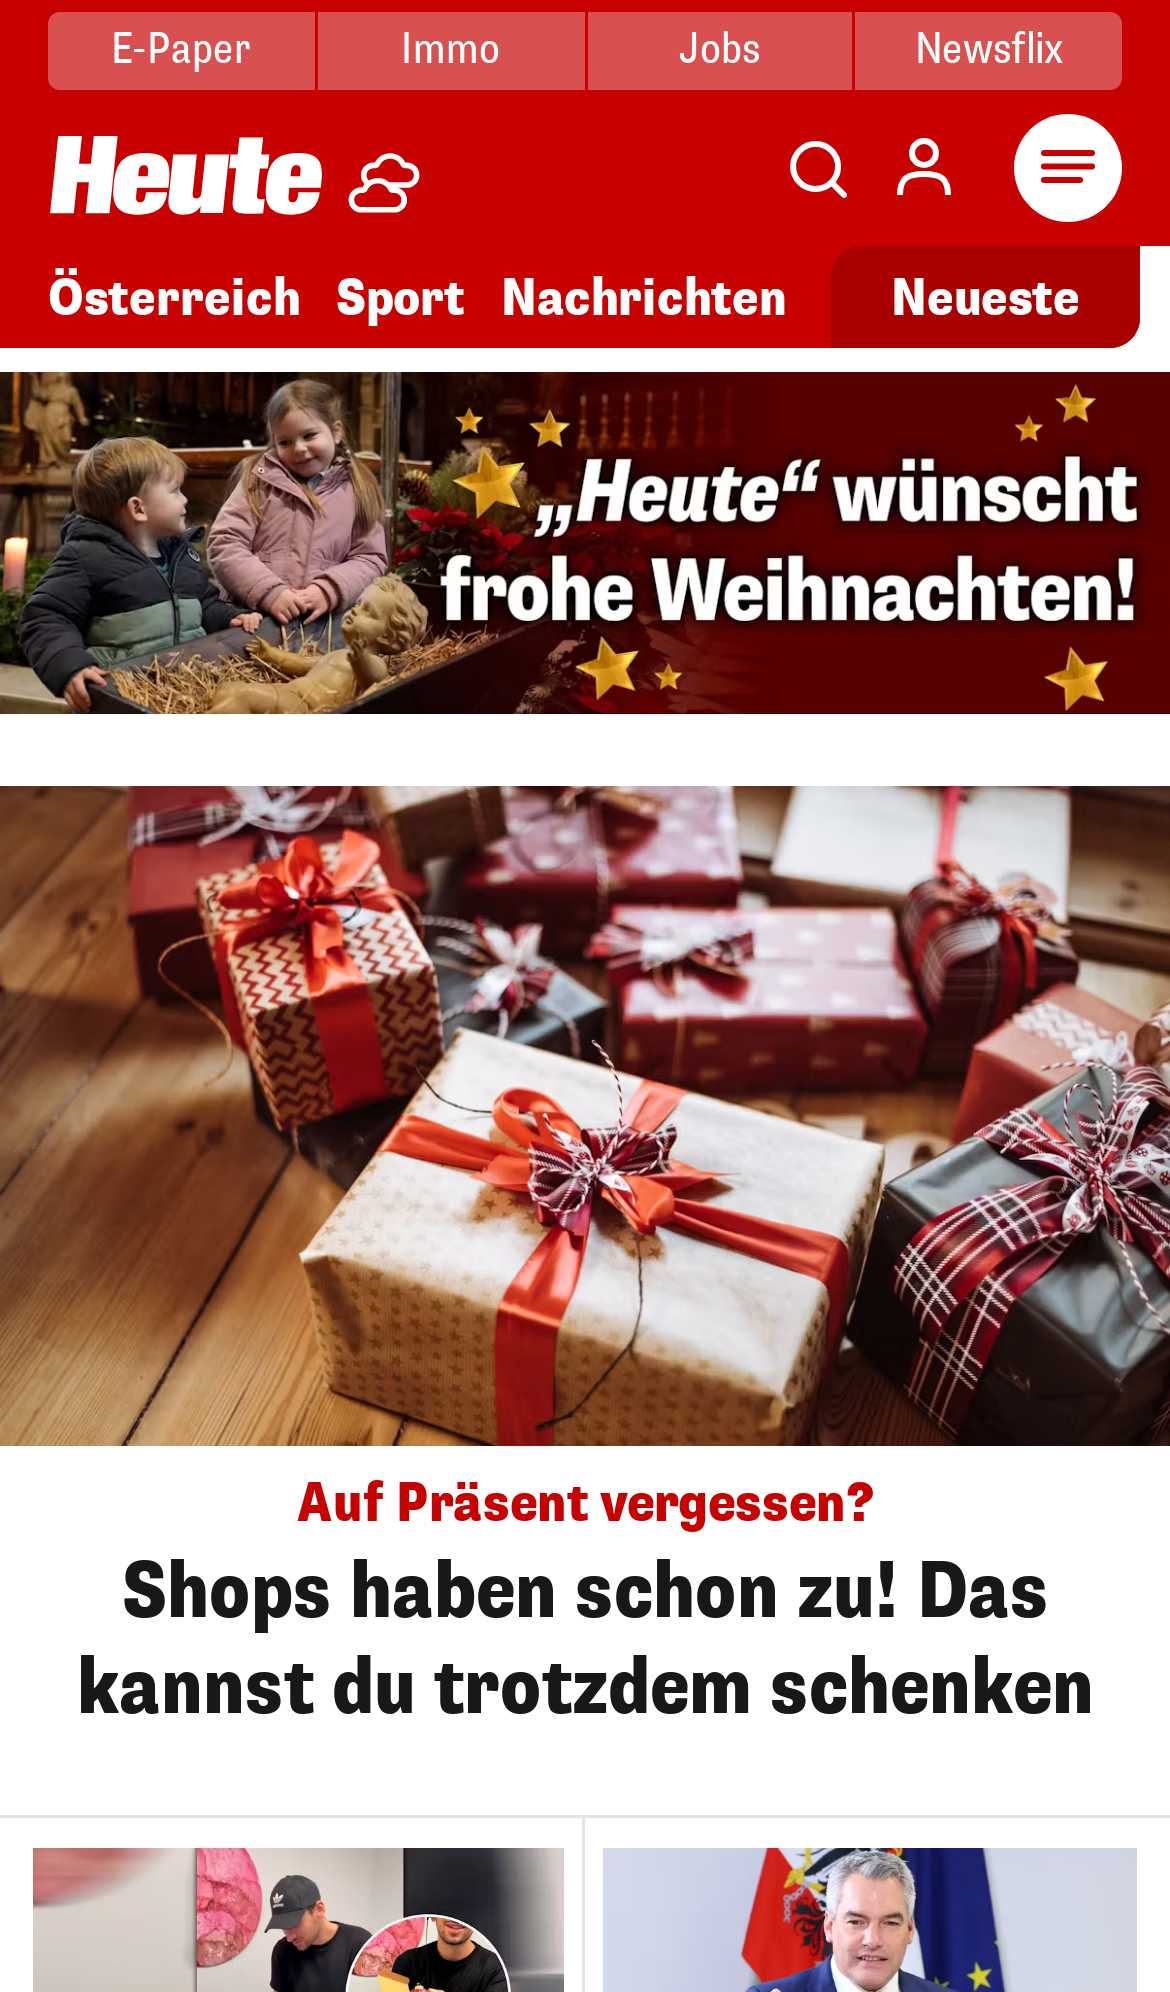 E-Paper
Immo
Jobs
Newsflix
Heute
Österreich
Sport
Nachrichten
Neueste
„Heute“ wünscht
frohe Weihnachten!
Auf Präsent vergessen?
Shops haben schon zu! Das
kannst du trotzdem schenken